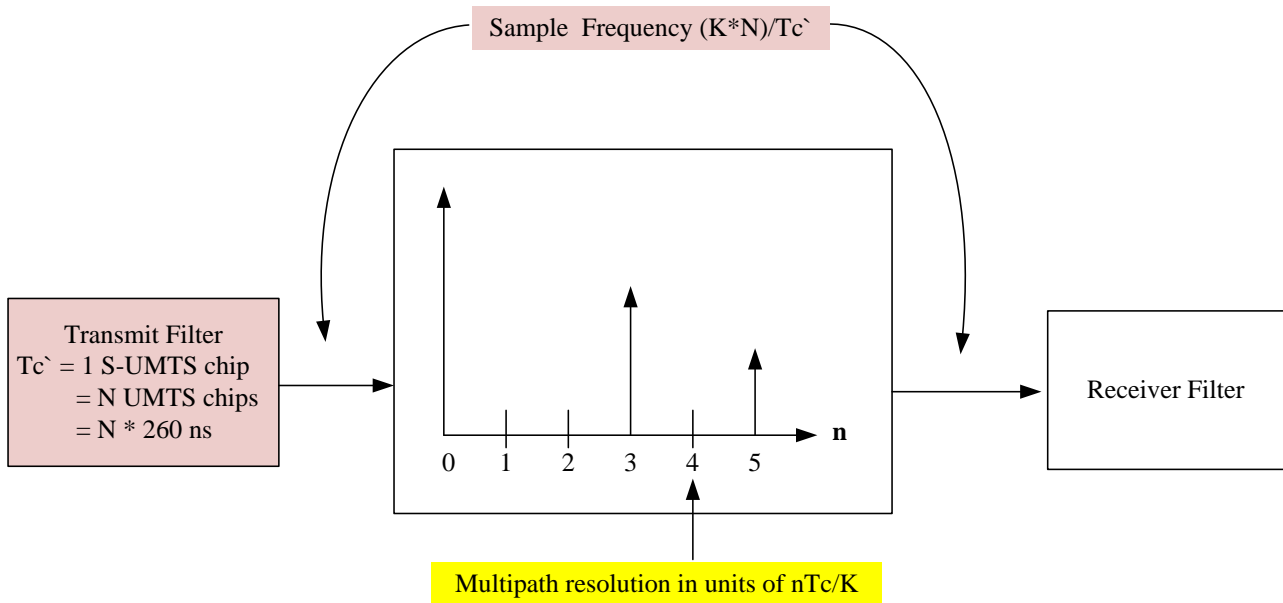 Sample Frequency (K*N)/Tc`
Transmit Filter
Tc` = 1 S-UMTS chip
= N UMTS chips
= N * 260 ns
n
0 1 2 3 4 5
Receiver Filter
Multipath resolution in units of nTc/K